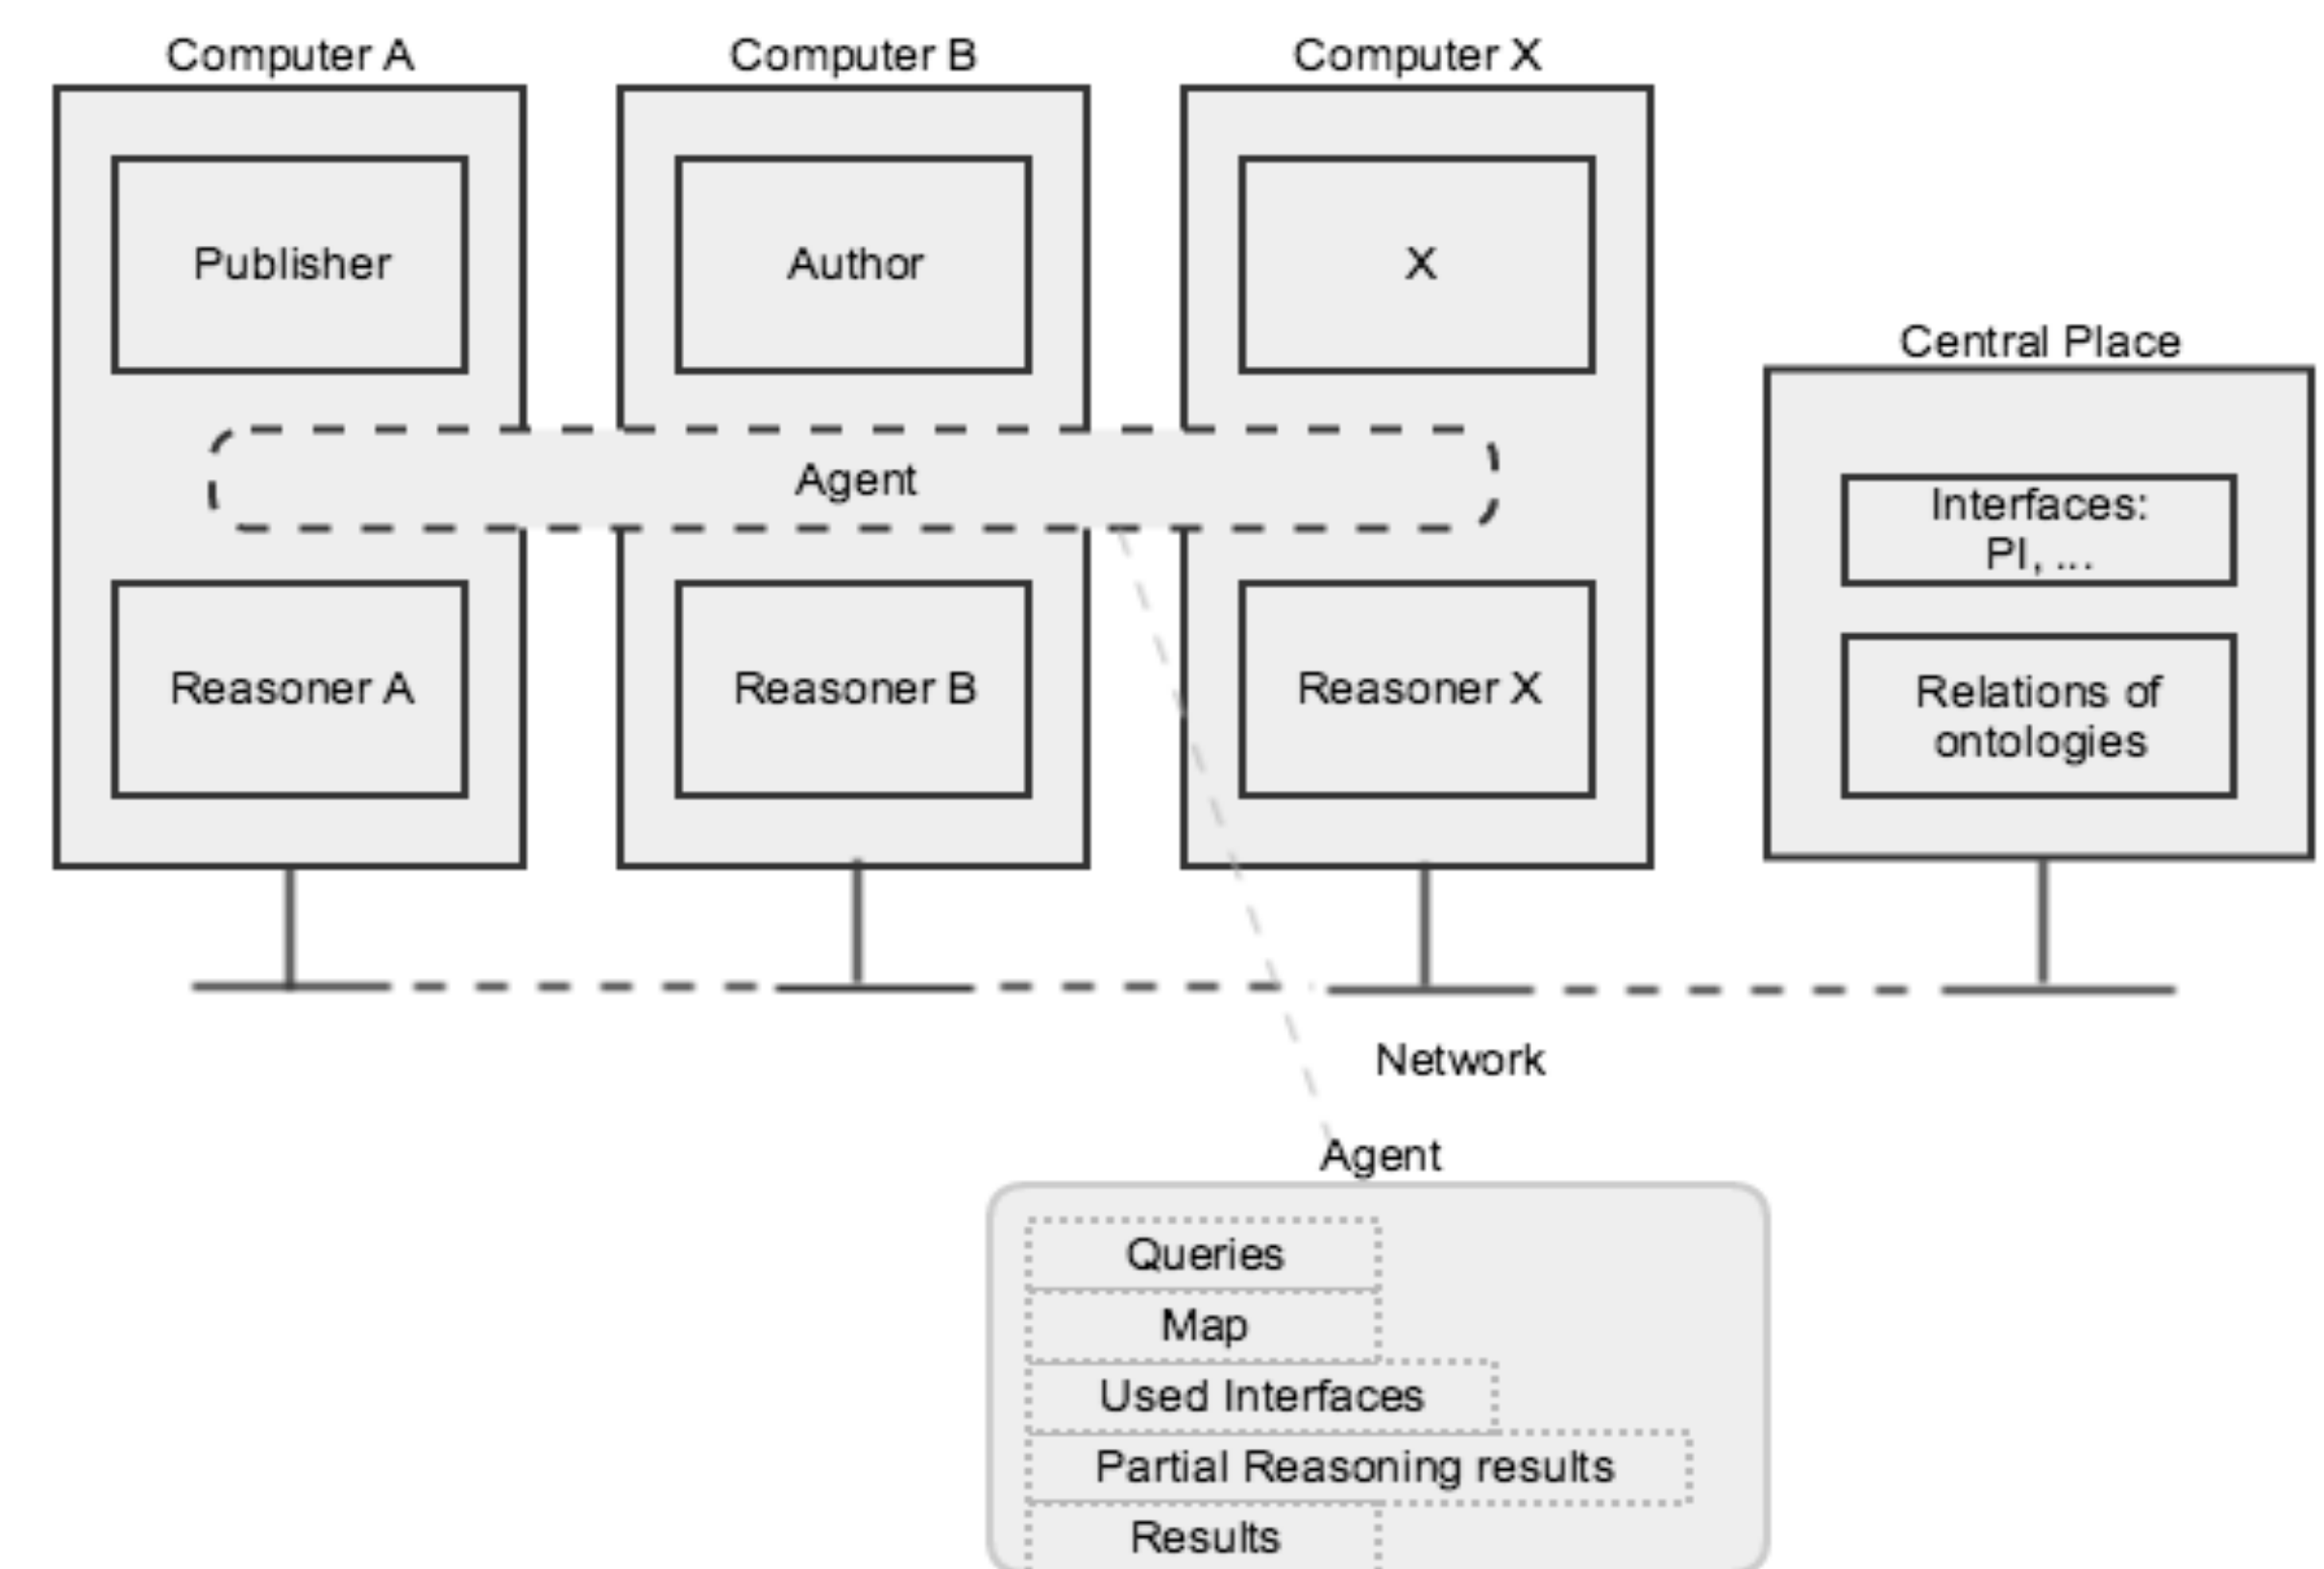 Computer A
Computer B
Computer X
Publisher
Author
X
Central Place
Agent
Interfaces:
PI, ...
Reasoner A
Reasoner B
Reasoner X
Relations of
ontologies
Network
Agent
Queries
Map
Used Interfaces
Partial Reasoning results
Results